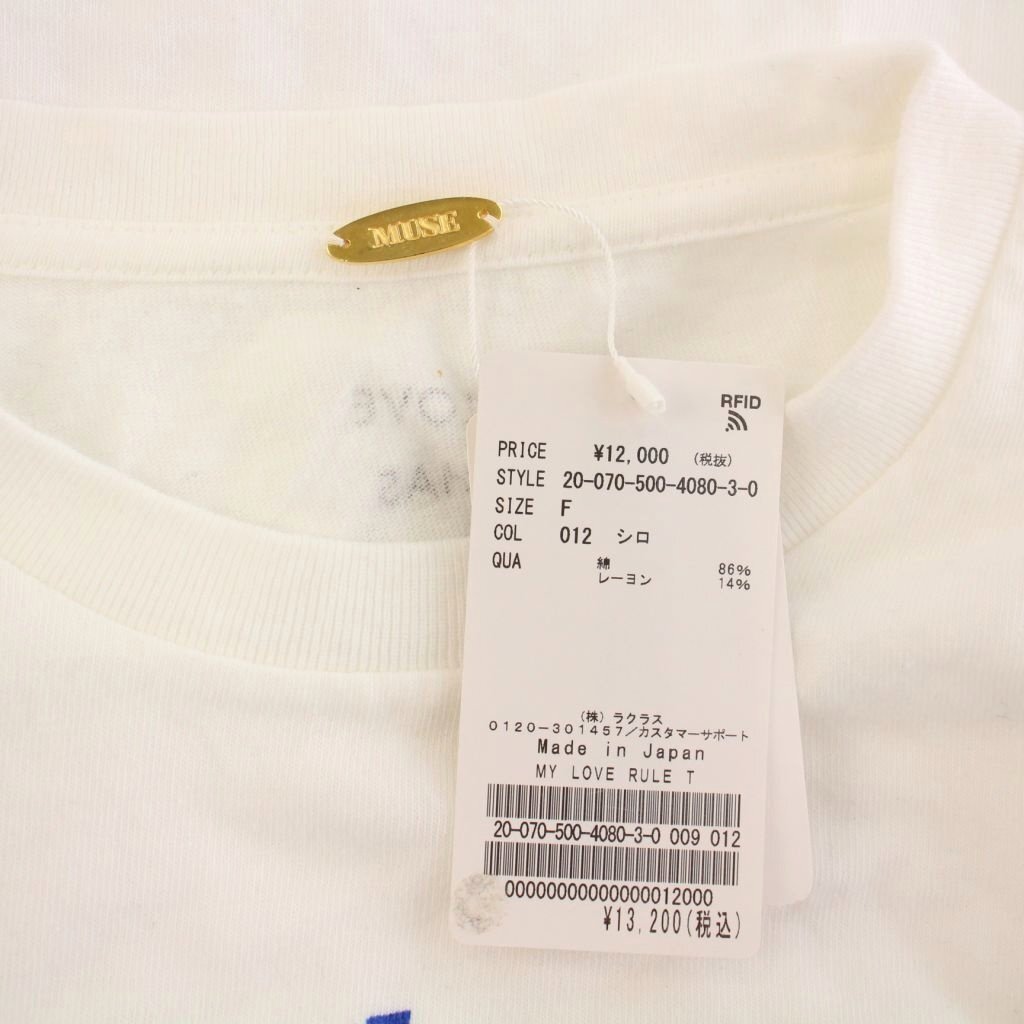 MUSE
RFID
PRICE ¥12,000 (税抜)
STYLE 20-070-500-4080-3-0
SIZE F
COL 012 シロ
QUA 綿 86%
レーヨン 14%
(株) ラクラス
0120-301457/カスタマーサポート
Made in Japan
MY LOVE RULE T
20-070-500-4080-3-0 009 012
00000000000000012000
¥13,200(税込)